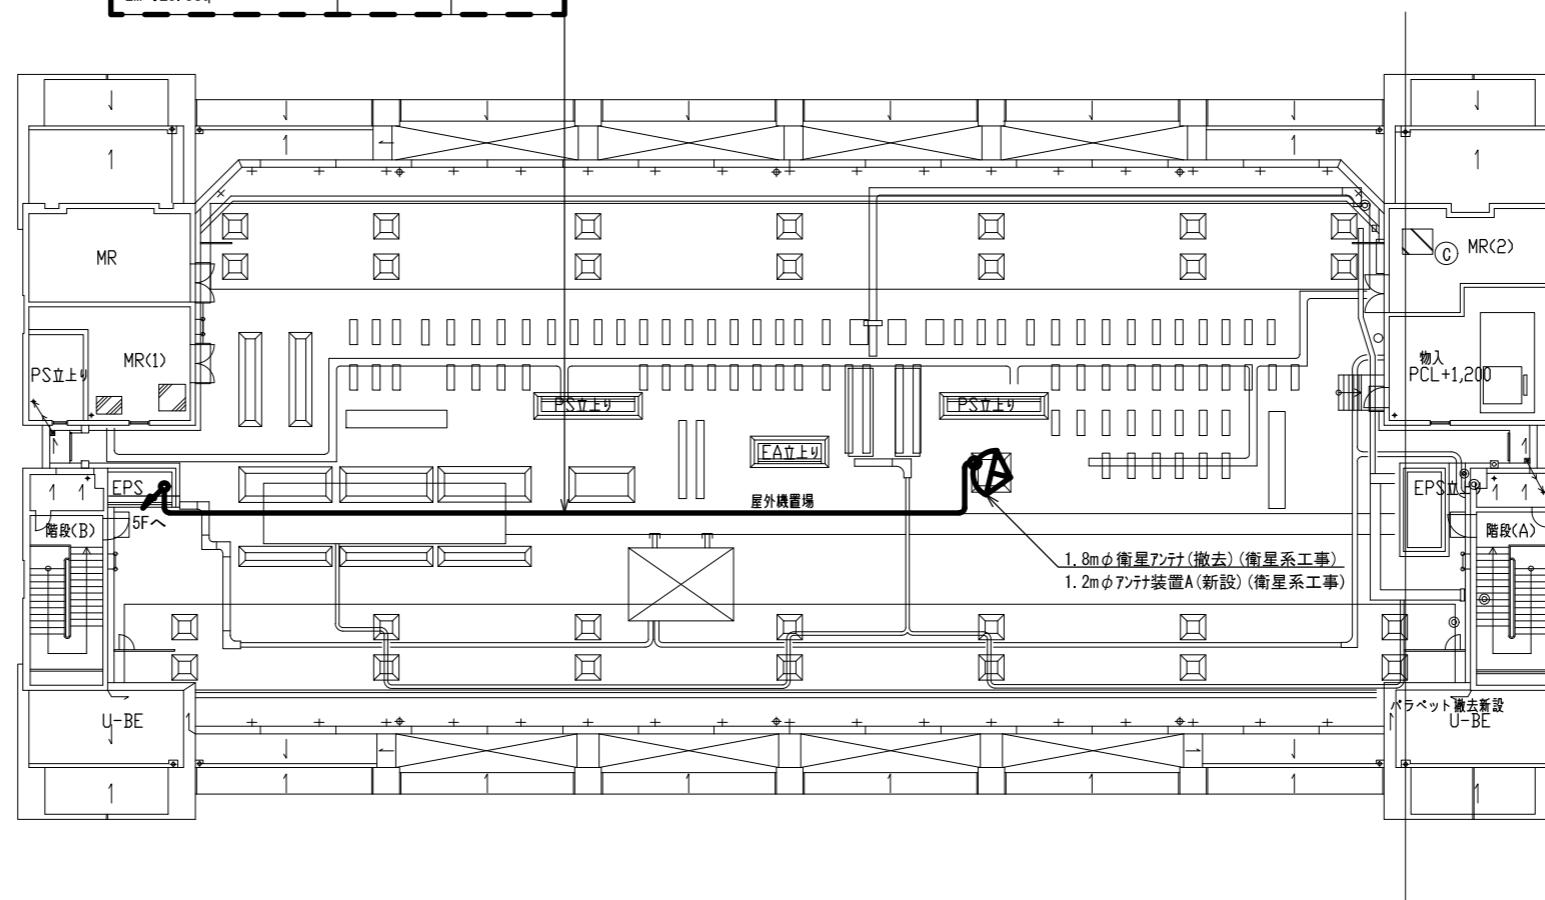 MR
MR(2)
C
MR(1)
PS立上り
物入
PCL+1,200
PS立上り
PS立上り
EA立上り
A
EPS
屋外機置場
EPS立上り
5Fへ
階段(B)
階段(A)
1.8mφ衛星アンテナ(撤去)(衛星系工事)
1.2mφアンテナ装置A(新設)(衛星系工事)
パラペット撤去新設
U-BE
U-BE